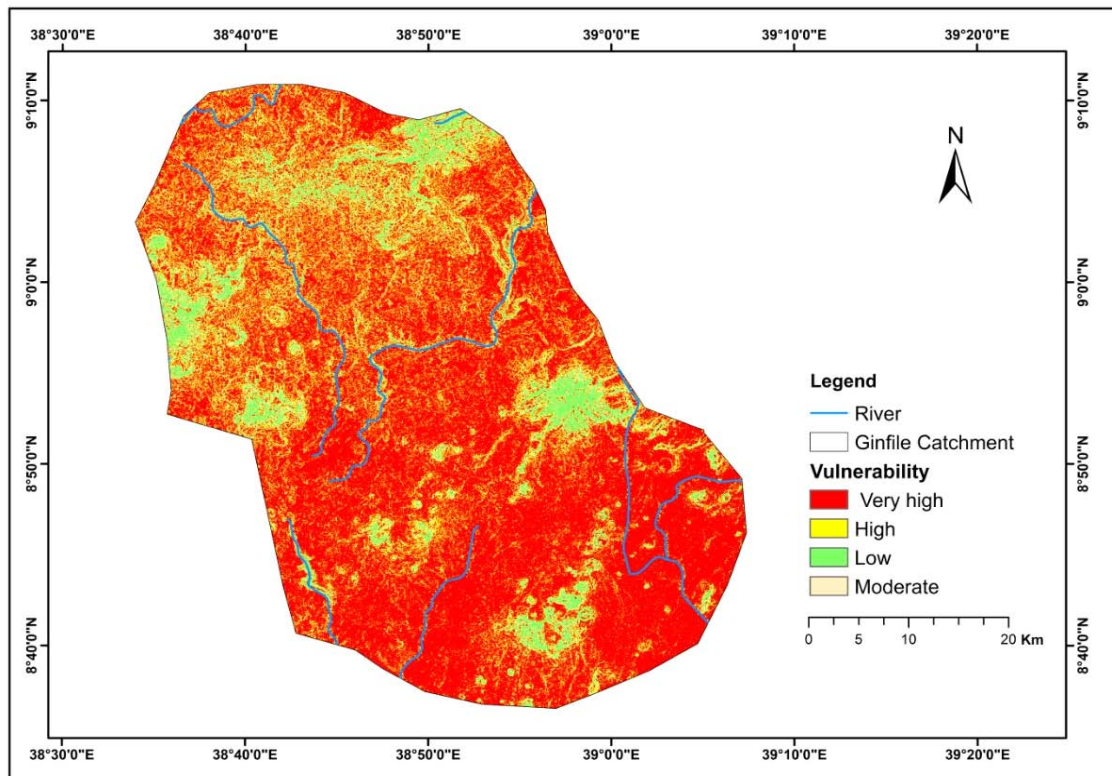 38°30'0"E 38°40'0"E 38°50'0"E 39°0'0"E 39°10'0"E 39°20'0"E
9°10'0"N 9°10'0"N
N
9°0'0"N 9°0'0"N
Legend
River
Ginfile Catchment
8°50'0"N 8°50'0"N
Vulnerability
Very high
High
Low
Moderate
0 5 10 20 Km
8°40'0"N 8°40'0"N
38°30'0"E 38°40'0"E 38°50'0"E 39°0'0"E 39°10'0"E 39°20'0"E